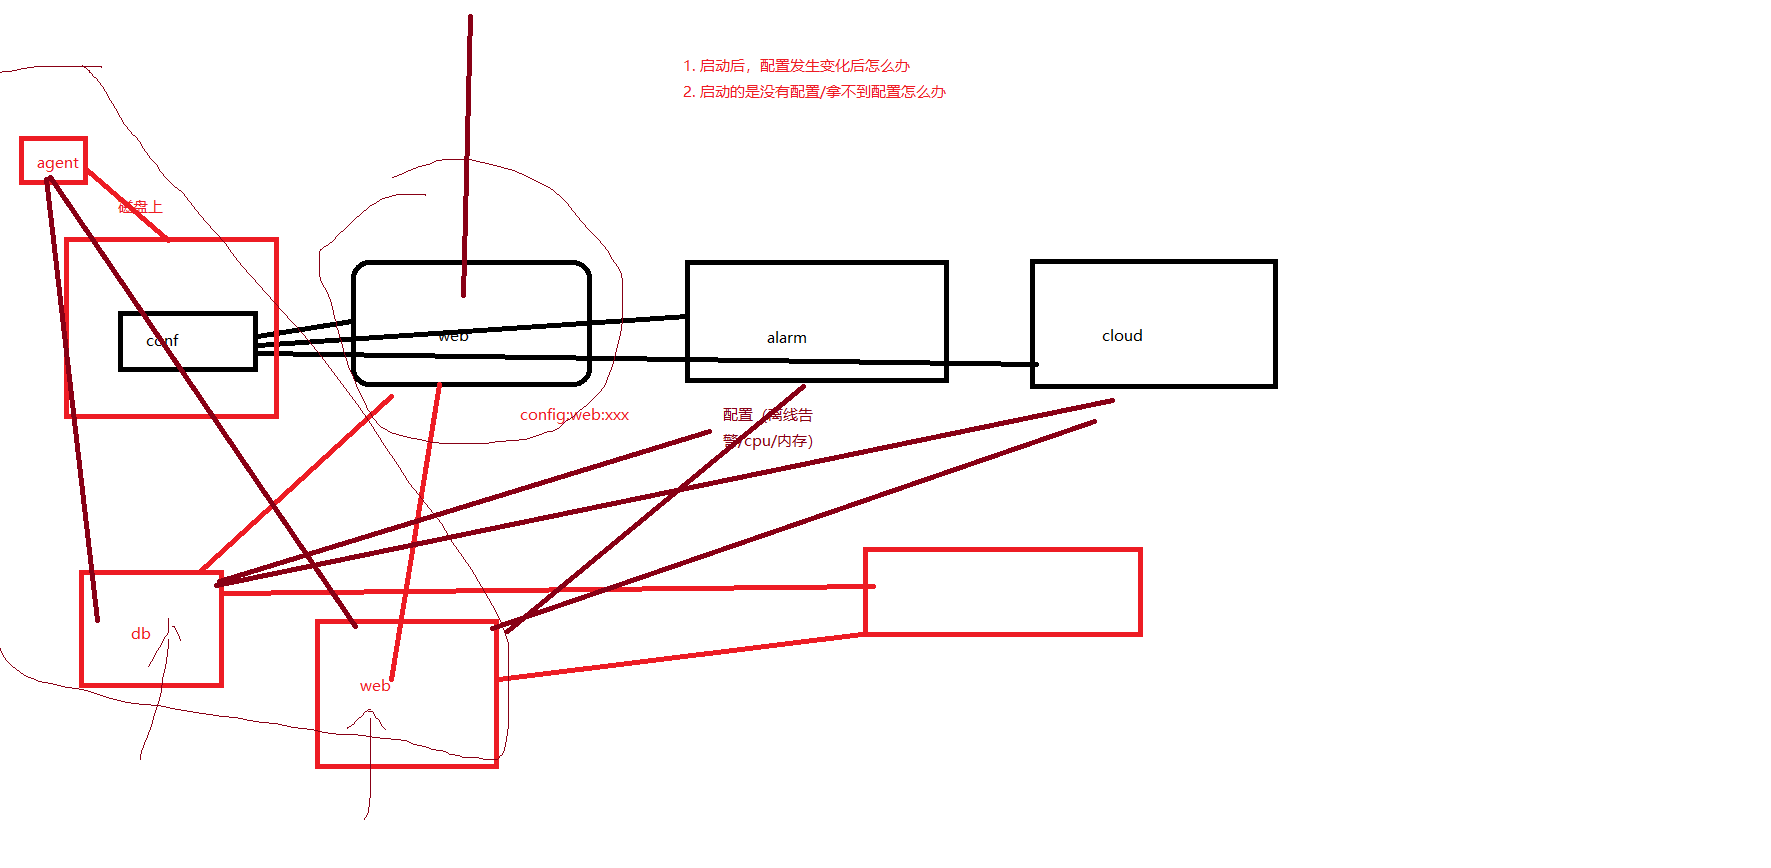 1. 启动后，配置发生变化后怎么办
2. 启动的是没有配置/拿不到配置怎么办
agent
磁盘上
conf
web
alarm
cloud
config:web:xxx
配置（离线告
警/cpu/内存）
db
web